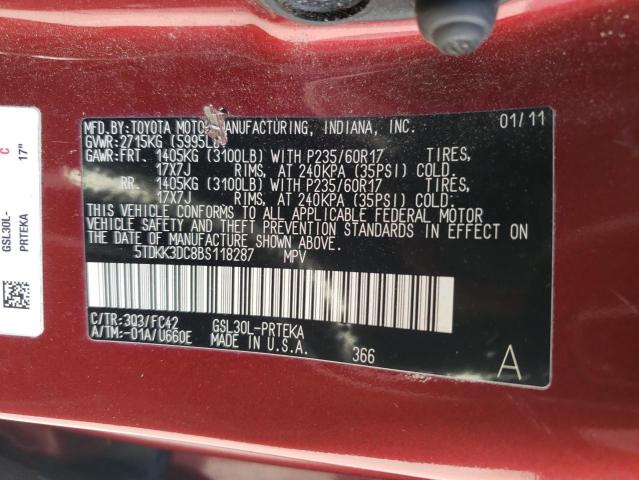 MFD.BY:TOYOTA MOTOR MANUFACTURING, INDIANA, INC. 01/11
GVWR:2715KG (5995LB)
GAWR:FRT. 1405KG (3100LB) WITH P235/60R17 TIRES,
17X7J RIMS, AT 240KPA (35PSI) COLD.
RR. 1405KG (3100LB) WITH P235/60R17 TIRES,
17X7J RIMS, AT 240KPA (35PSI) COLD.
THIS VEHICLE CONFORMS TO ALL APPLICABLE FEDERAL MOTOR
VEHICLE SAFETY AND THEFT PREVENTION STANDARDS IN EFFECT
ON THE DATE OF MANUFACTURE SHOWN ABOVE.
5TDKK3DC8BS118287 MPV
C/TR:3Q3/FC42 GSL30L-PRTEKA
A/TM:-01A/U660E MADE IN U.S.A. 366
A
GSL30L-
PRTEKA
C
17"